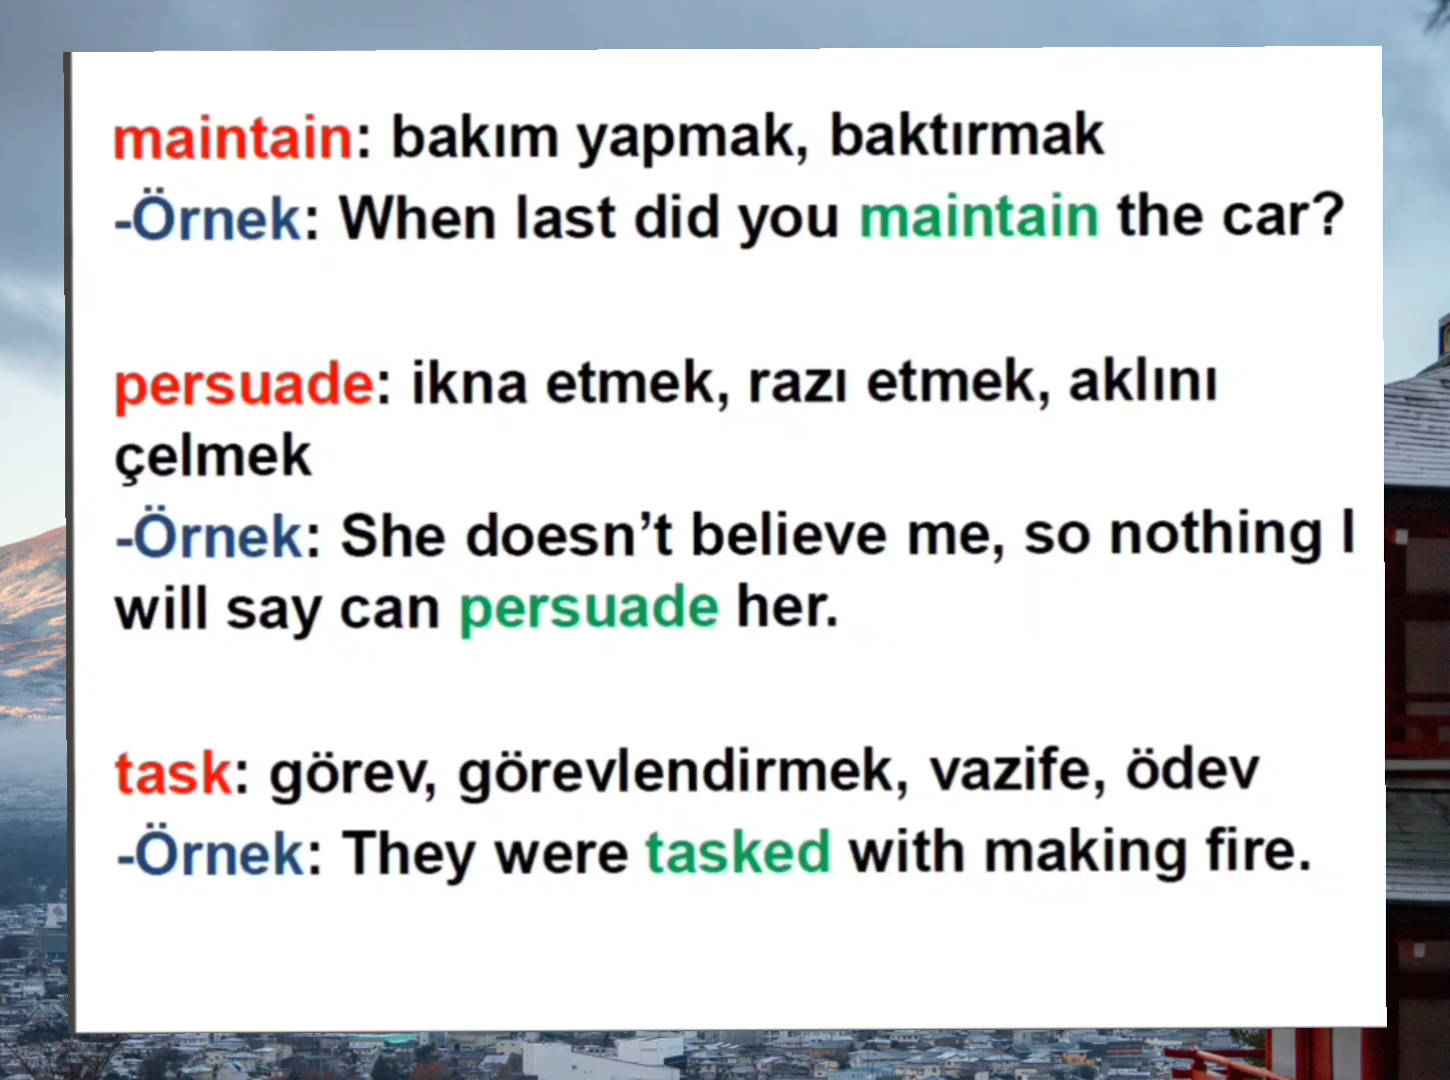 maintain: bakım yapmak, baktırmak
-Örnek: When last did you maintain the car?
persuade: ikna etmek, razı etmek, aklını
çelmek
-Örnek: She doesn’t believe me, so nothing I
will say can persuade her.
task: görev, görevlendirmek, vazife, ödev
-Örnek: They were tasked with making fire.